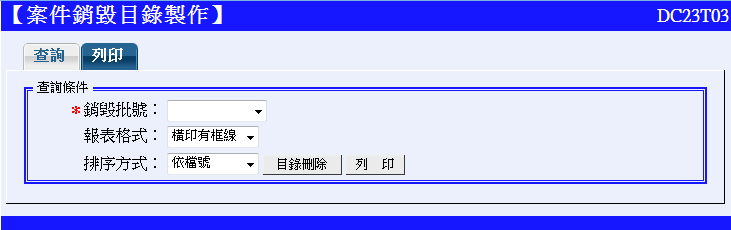 【案件銷毀目錄製作】 DC23T03
查詢 列印
查詢條件
*銷毀批號：
報表格式： 橫印有框線
排序方式： 依檔號 目錄刪除 列 印